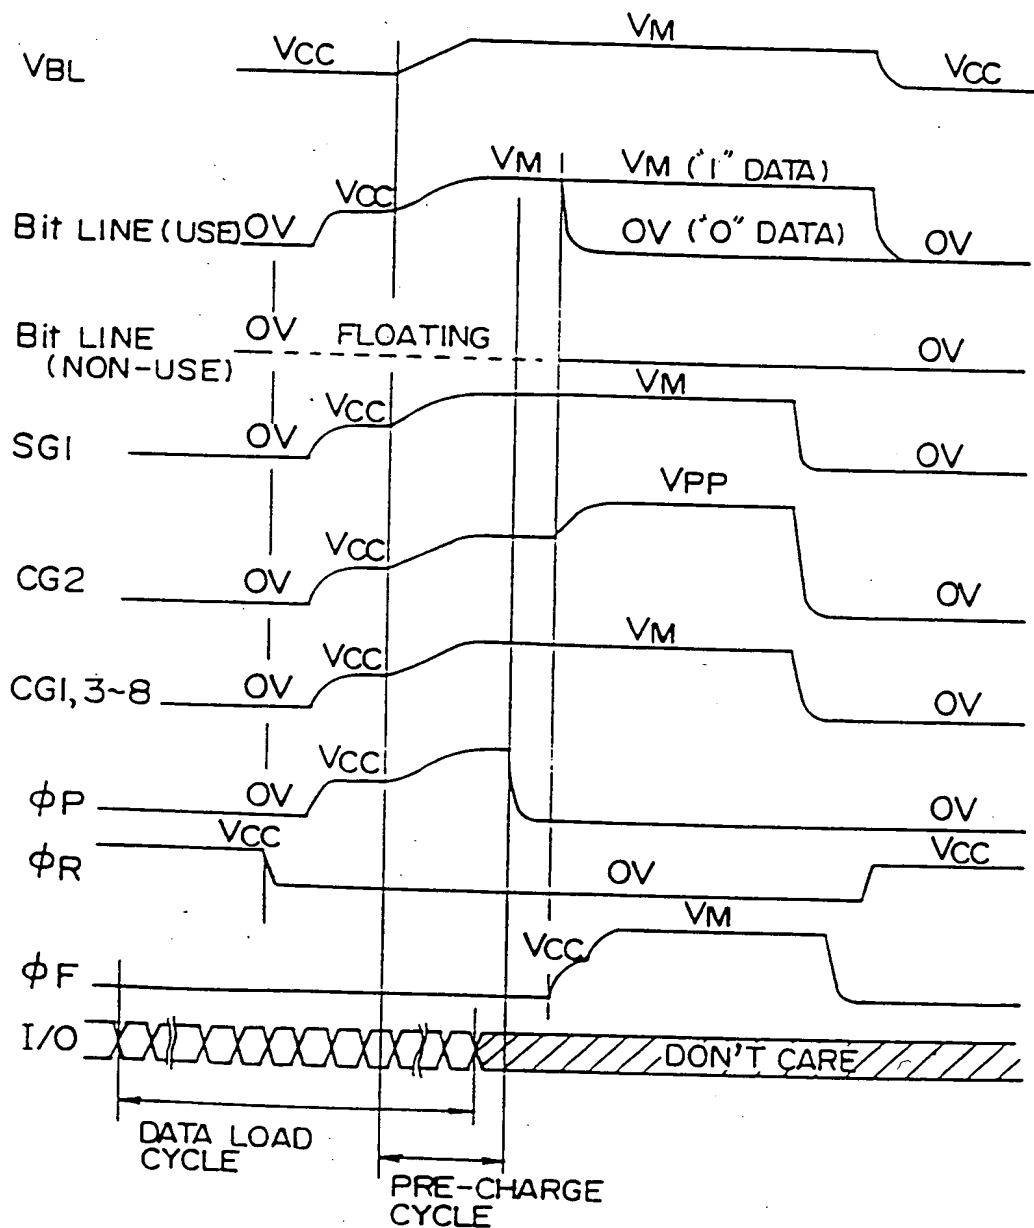 VBL VCC VM VCC
Bit LINE (USE) 0V VCC VM VM ("1" DATA)
0V ("0" DATA) 0V
Bit LINE (NON-USE) 0V FLOATING 0V
SG1 0V VCC VM 0V
CG2 0V VCC VPP 0V
CG1, 3~8 0V VCC VM 0V
ϕP 0V VCC 0V
ϕR VCC 0V VCC
ϕF VCC VM
I/O DON'T CARE
DATA LOAD
CYCLE
PRE-CHARGE
CYCLE